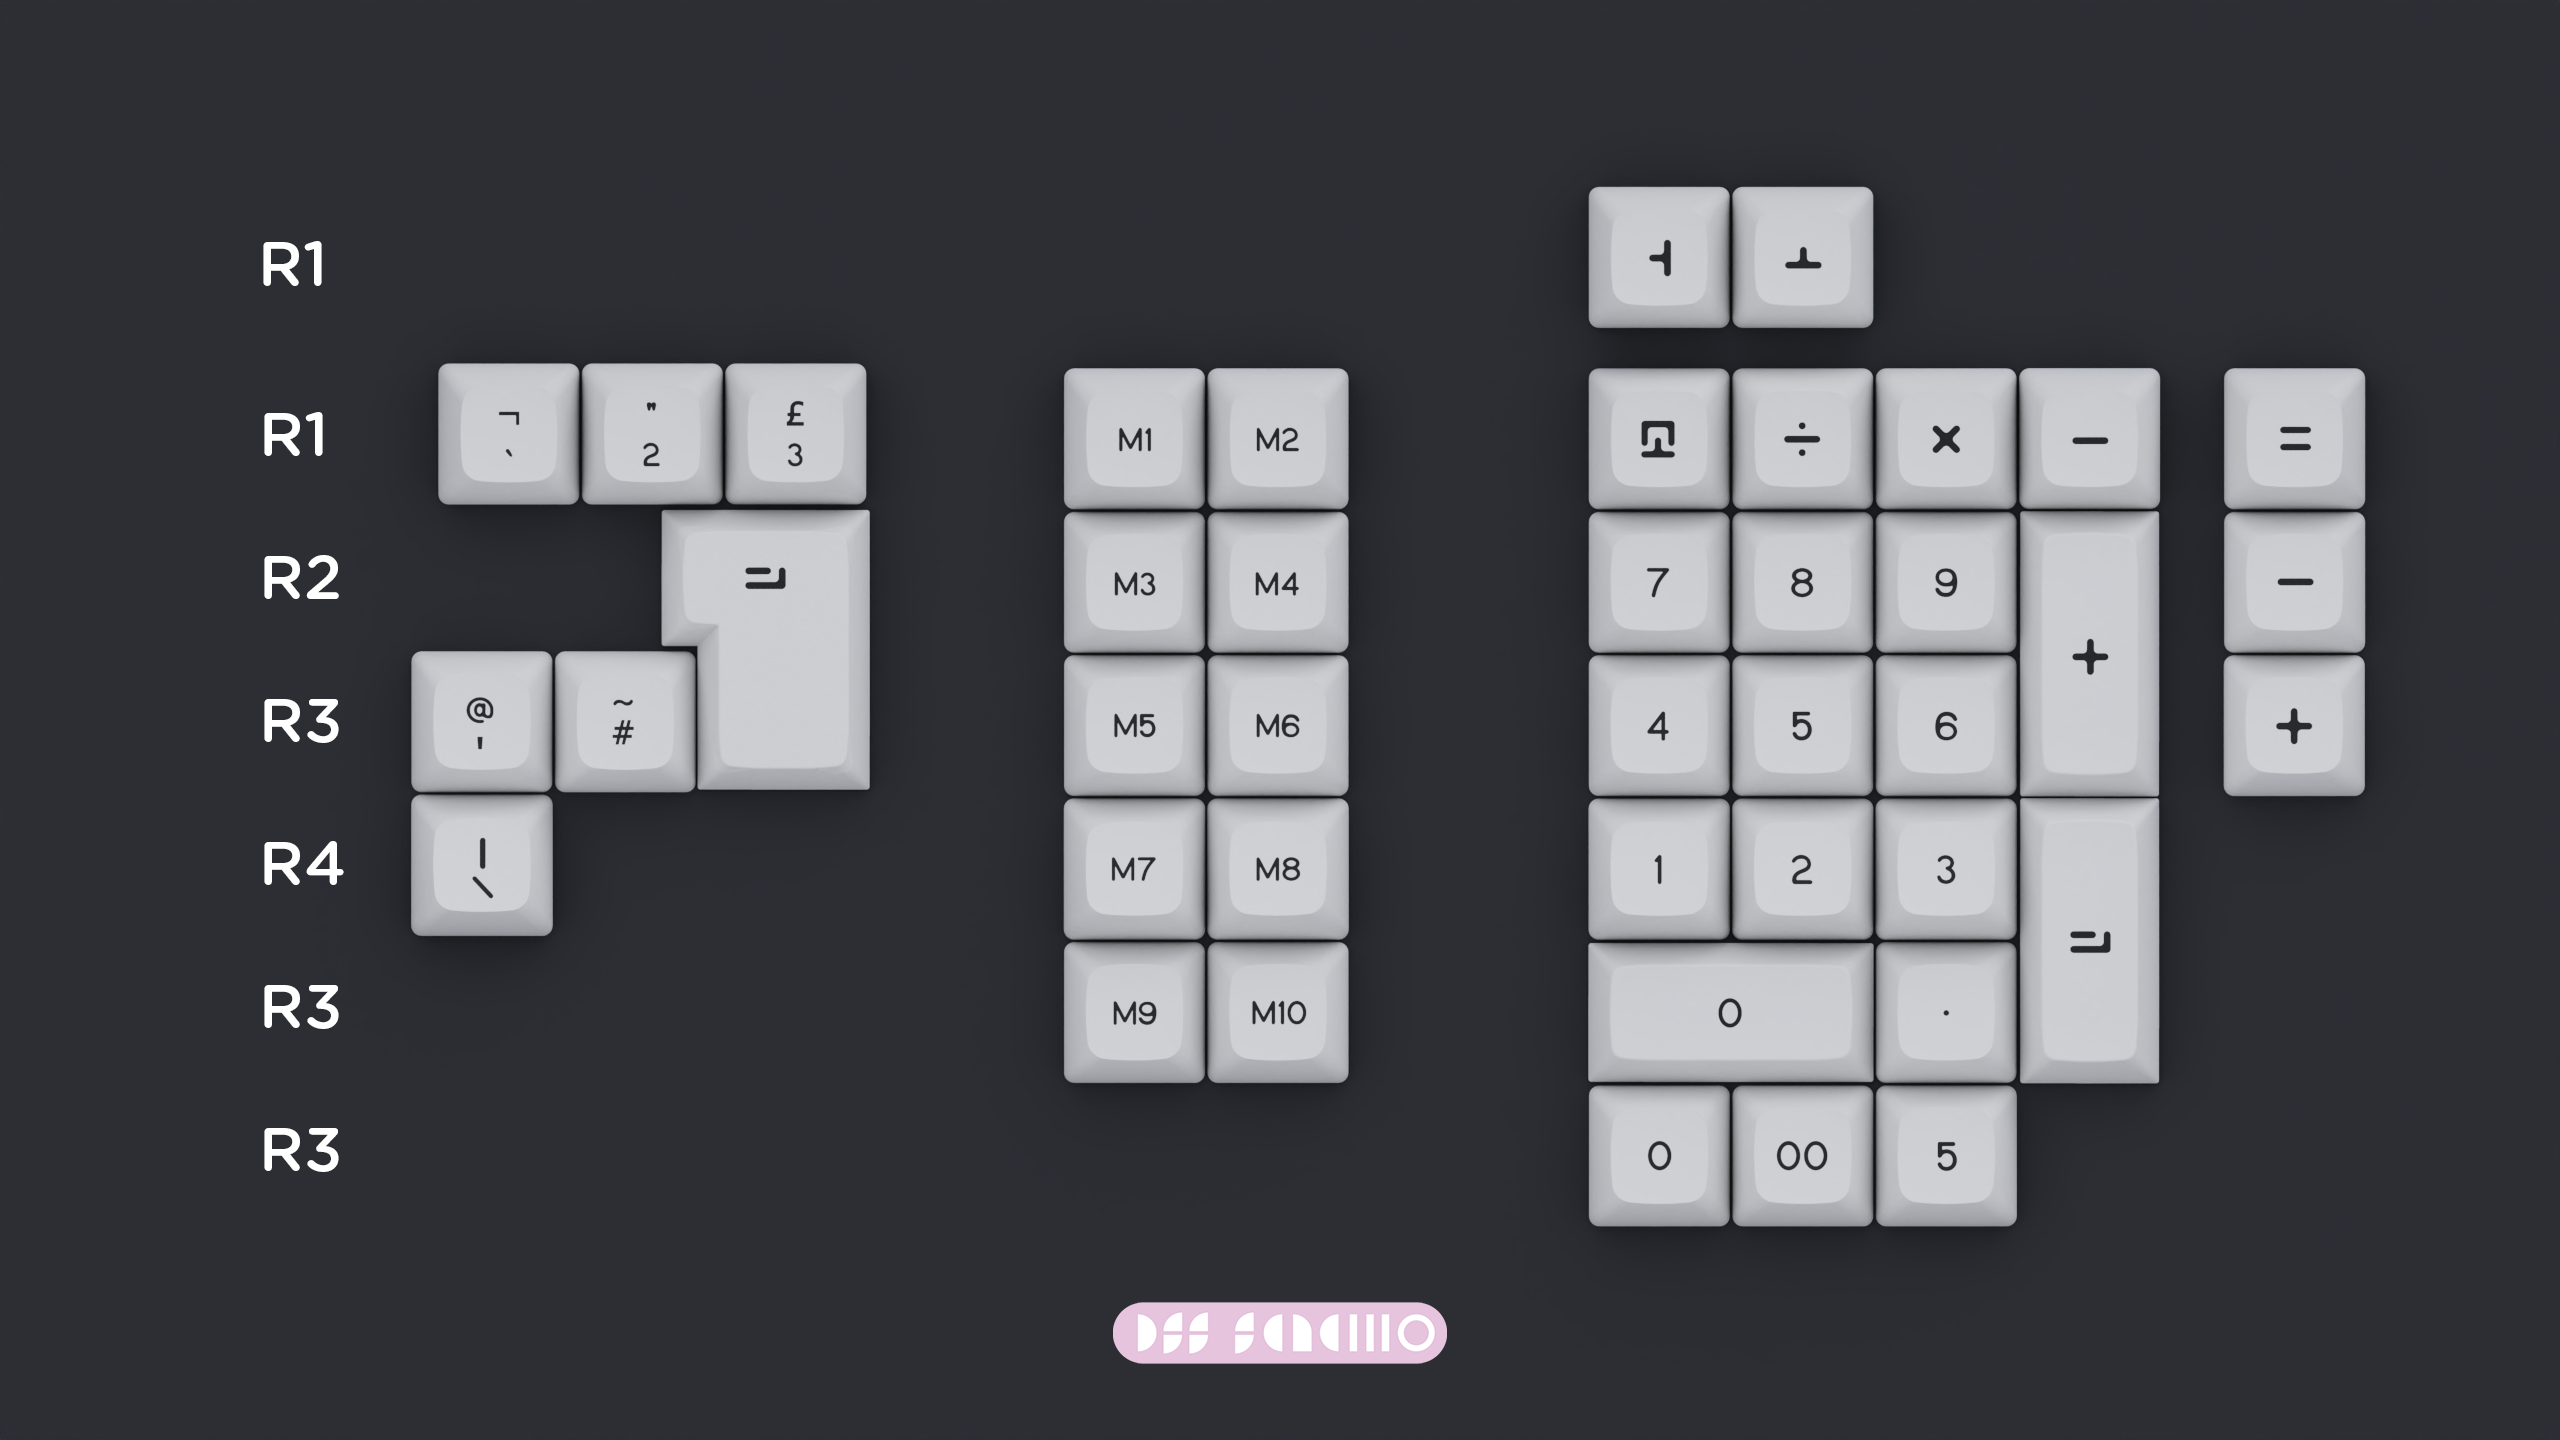 R1
R1 ¬ " £ M1 M2 ÷ × − =
` 2 3
R2 M3 M4 7 8 9 −
+
R3 @ ~ M5 M6 4 5 6 +
' #
R4 | M7 M8 1 2 3
\
R3 M9 M10 0 .
R3 0 00 5